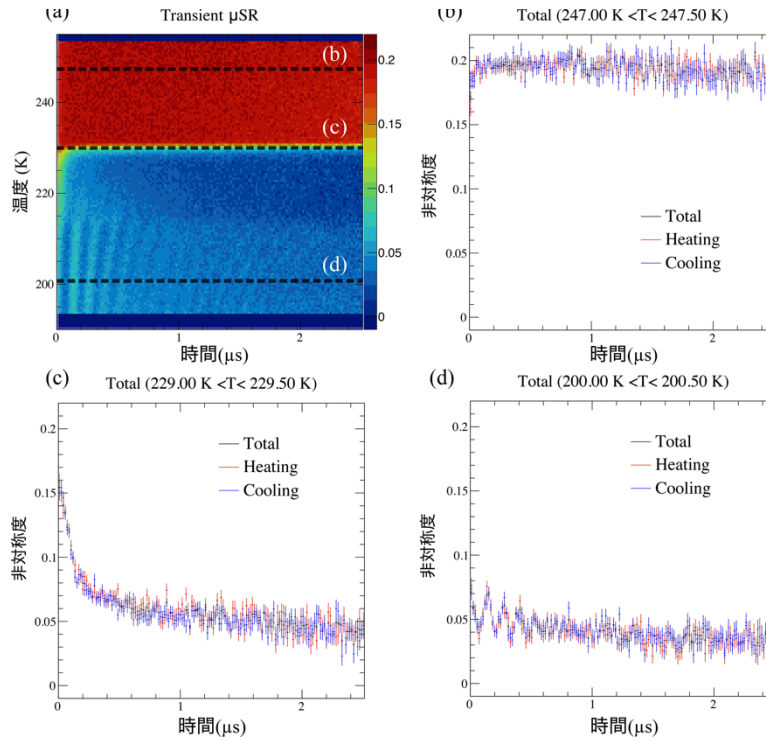 (a)
Transient μSR
(b)
(c)
(d)
温度 (K)
240
220
200
0
1
2
時間(μs)
0.2
0.15
0.1
0.05
0
(b)
Total (247.00 K <T< 247.50 K)
非対称度
0.2
0.15
0.1
0.05
0
Total
Heating
Cooling
0
1
2
時間(μs)
(c)
Total (229.00 K <T< 229.50 K)
非対称度
0.2
0.15
0.1
0.05
0
Total
Heating
Cooling
0
1
2
時間(μs)
(d)
Total (200.00 K <T< 200.50 K)
非対称度
0.2
0.15
0.1
0.05
0
Total
Heating
Cooling
0
1
2
時間(μs)